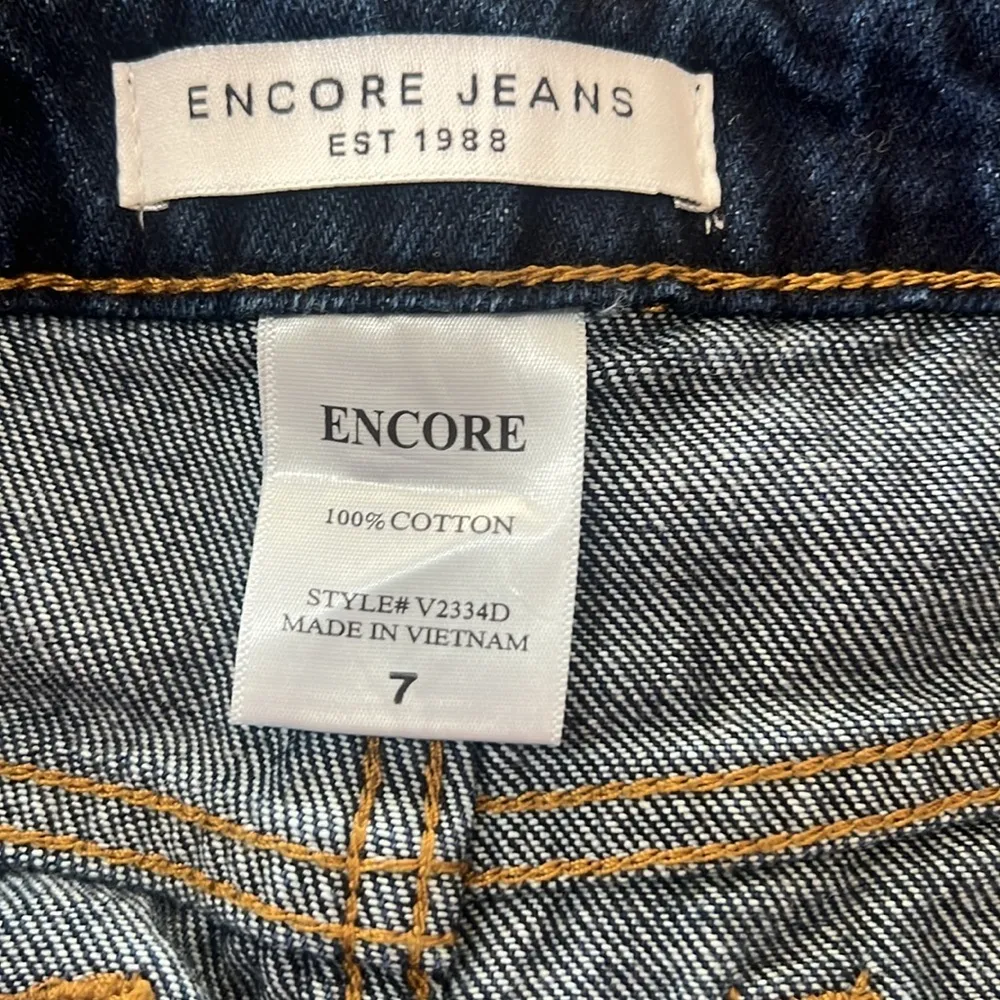 ENCORE JEANS
EST 1988
ENCORE
100% COTTON
STYLE# V2334D
MADE IN VIETNAM
7